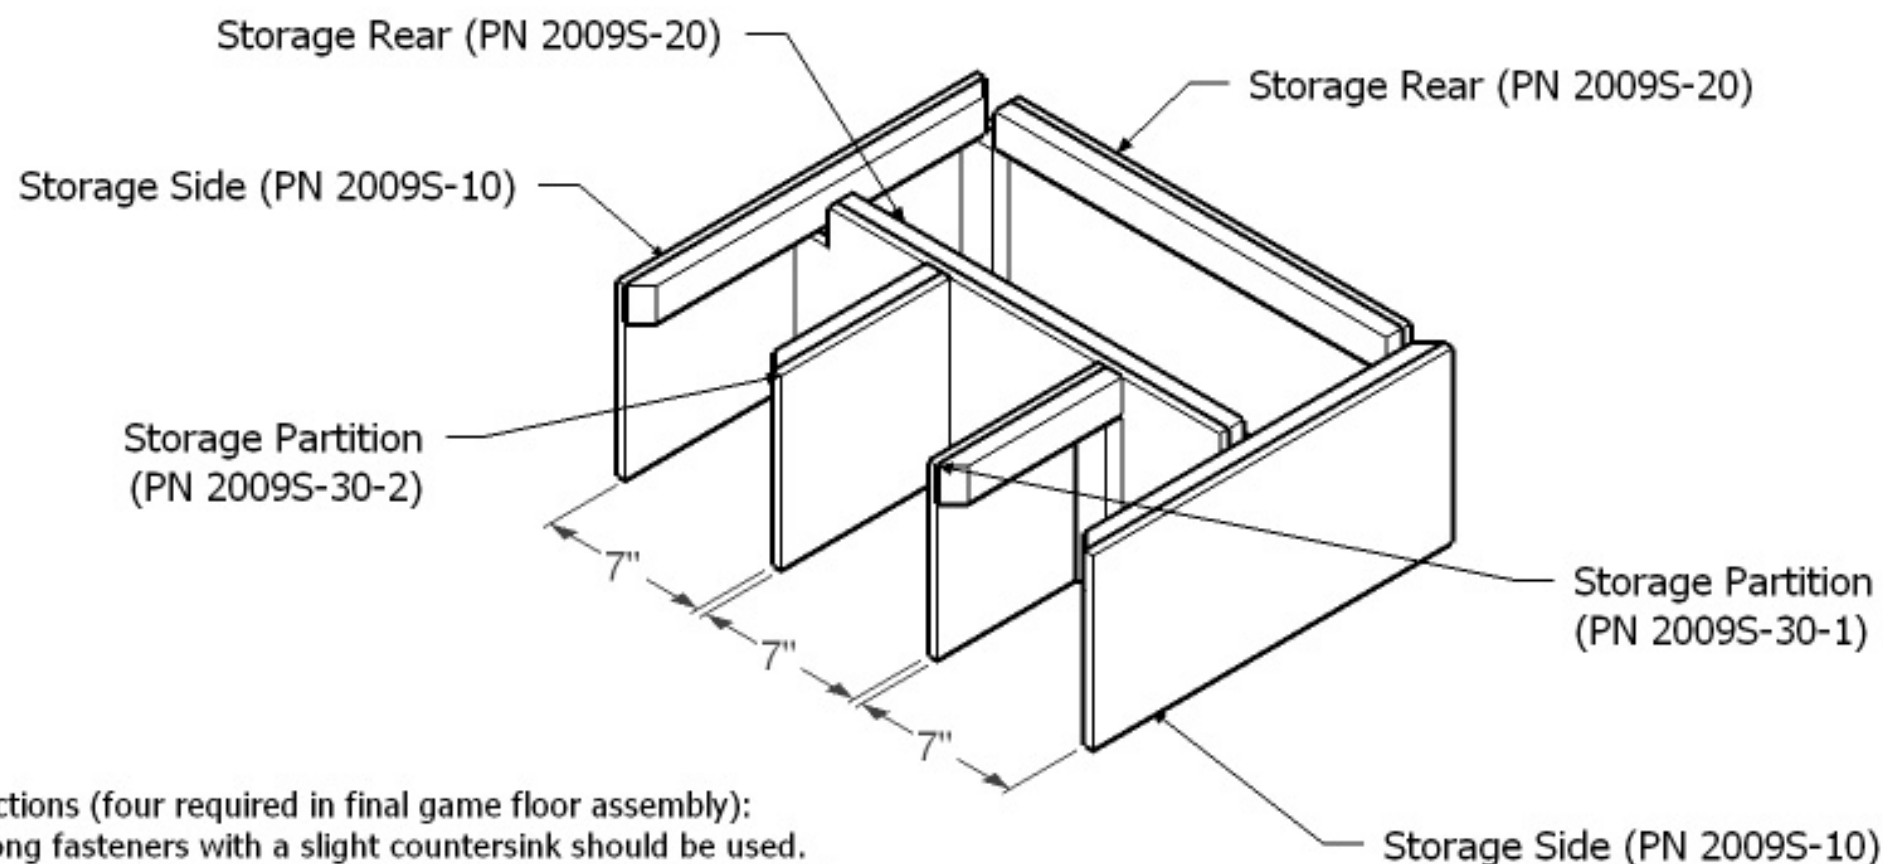 Storage Rear (PN 2009S-20)
Storage Rear (PN 2009S-20)
Storage Side (PN 2009S-10)
Storage Partition
(PN 2009S-30-2)
7"
7"
7"
Storage Partition
(PN 2009S-30-1)
(four required in final game floor assembly):
fasteners with a slight countersink should be used.
Storage Side (PN 2009S-10)